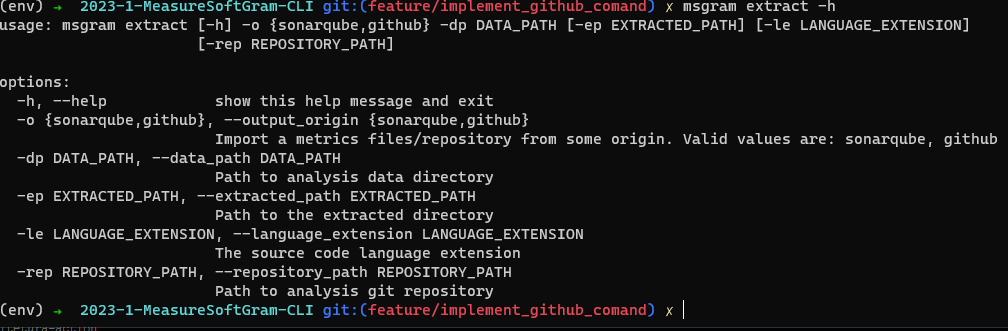 (env) → 2023-1-MeasureSoftGram-CLI git:(feature/implement_github_comand) ✗ msgram extract -h
usage: msgram extract [-h] -o {sonarqube,github} -dp DATA_PATH [-ep EXTRACTED_PATH] [-le LANGUAGE_EXTENSION]
[-rep REPOSITORY_PATH]
options:
-h, --help show this help message and exit
-o {sonarqube,github}, --output_origin {sonarqube,github}
Import a metrics files/repository from some origin. Valid values are: sonarqube, github
-dp DATA_PATH, --data_path DATA_PATH
Path to analysis data directory
-ep EXTRACTED_PATH, --extracted_path EXTRACTED_PATH
Path to the extracted directory
-le LANGUAGE_EXTENSION, --language_extension LANGUAGE_EXTENSION
The source code language extension
-rep REPOSITORY_PATH, --repository_path REPOSITORY_PATH
Path to analysis git repository
(env) → 2023-1-MeasureSoftGram-CLI git:(feature/implement_github_comand) ✗